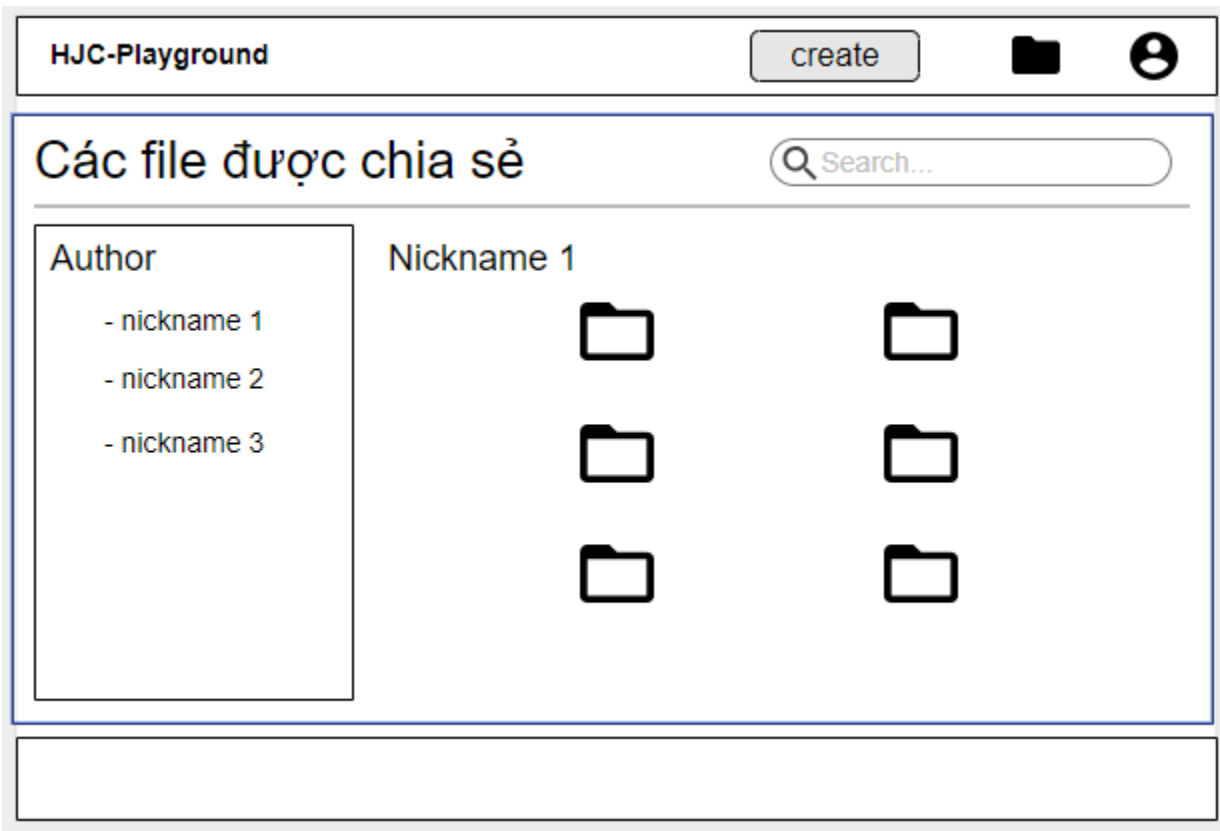 HJC-Playground
create
Các file được chia sẻ
Search...
Author
- nickname 1
- nickname 2
- nickname 3
Nickname 1